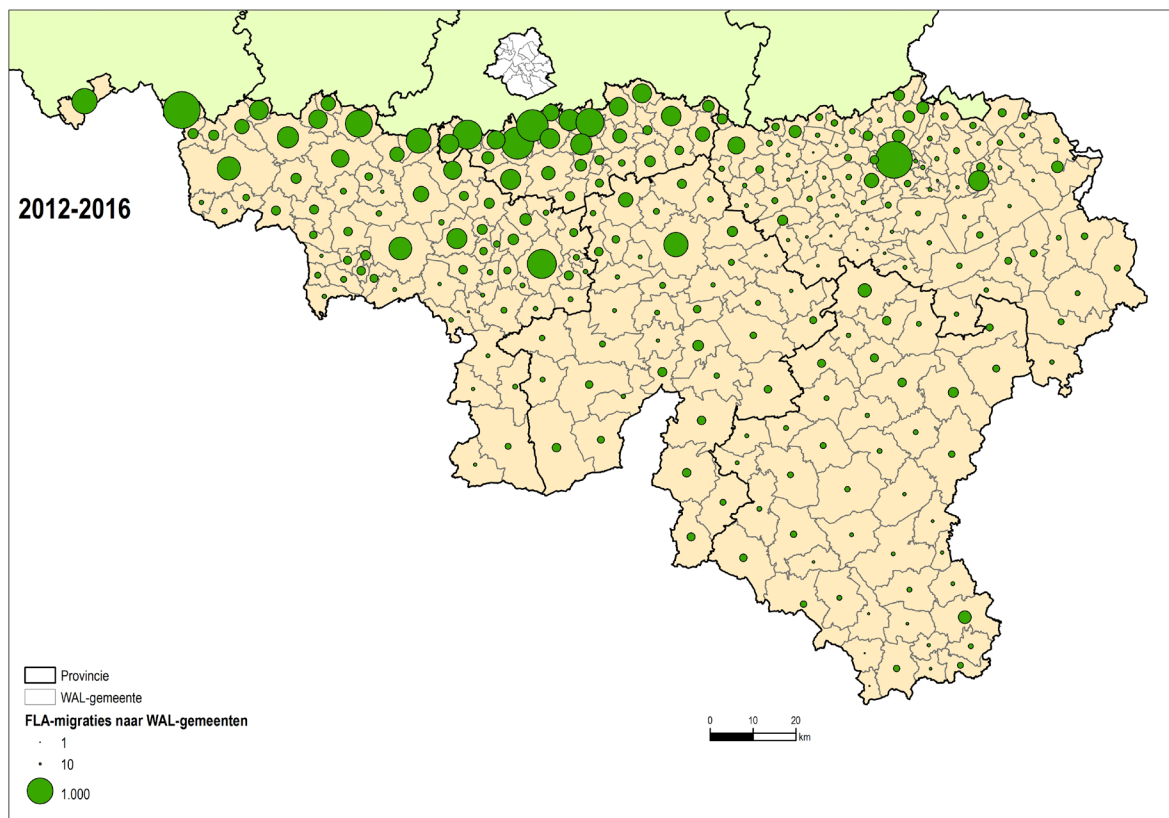 2012-2016
Provincie
WAL-gemeente
FLA-migraties naar WAL-gemeenten
1
10
1.000
0 10 20
km